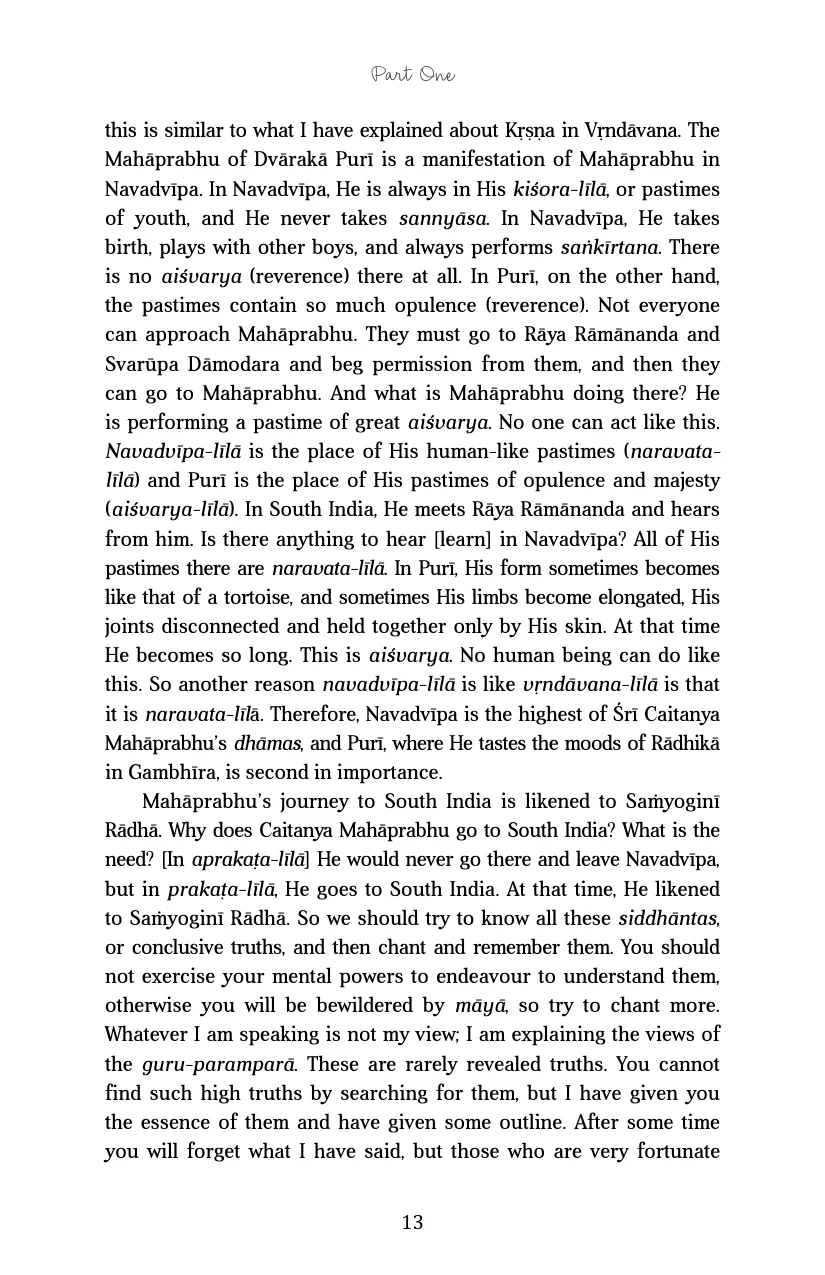 Part One
this is similar to what I have explained about Kṛṣṇa in Vṛndāvana. The
Mahāprabhu of Dvārakā Purī is a manifestation of Mahāprabhu in
Navadvīpa. In Navadvīpa, He is always in His kiśora-līlā, or pastimes
of youth, and He never takes sannyāsa. In Navadvīpa, He takes
birth, plays with other boys, and always performs saṅkīrtana. There
is no aiśvarya (reverence) there at all. In Purī, on the other hand,
the pastimes contain so much opulence (reverence). Not everyone
can approach Mahāprabhu. They must go to Rāya Rāmānanda and
Svarūpa Dāmodara and beg permission from them, and then they
can go to Mahāprabhu. And what is Mahāprabhu doing there? He
is performing a pastime of great aiśvarya. No one can act like this.
Navadvīpa-līlā is the place of His human-like pastimes (naravata-
līlā) and Purī is the place of His pastimes of opulence and majesty
(aiśvarya-līlā). In South India, He meets Rāya Rāmānanda and hears
from him. Is there anything to hear [learn] in Navadvīpa? All of His
pastimes there are naravata-līlā. In Purī, His form sometimes becomes
like that of a tortoise, and sometimes His limbs become elongated, His
joints disconnected and held together only by His skin. At that time
He becomes so long. This is aiśvarya. No human being can do like
this. So another reason navadvīpa-līlā is like vṛndāvana-līlā is that
it is naravata-līlā. Therefore, Navadvīpa is the highest of Śrī Caitanya
Mahāprabhu’s dhāmas, and Purī, where He tastes the moods of Rādhikā
in Gambhīra, is second in importance.
Mahāprabhu’s journey to South India is likened to Saṁyoginī
Rādhā. Why does Caitanya Mahāprabhu go to South India? What is the
need? [In aprakaṭa-līlā] He would never go there and leave Navadvīpa,
but in prakaṭa-līlā, He goes to South India. At that time, He likened
to Saṁyoginī Rādhā. So we should try to know all these siddhāntas,
or conclusive truths, and then chant and remember them. You should
not exercise your mental powers to endeavour to understand them,
otherwise you will be bewildered by māyā, so try to chant more.
Whatever I am speaking is not my view; I am explaining the views of
the guru-paramparā. These are rarely revealed truths. You cannot
find such high truths by searching for them, but I have given you
the essence of them and have given some outline. After some time
you will forget what I have said, but those who are very fortunate
13